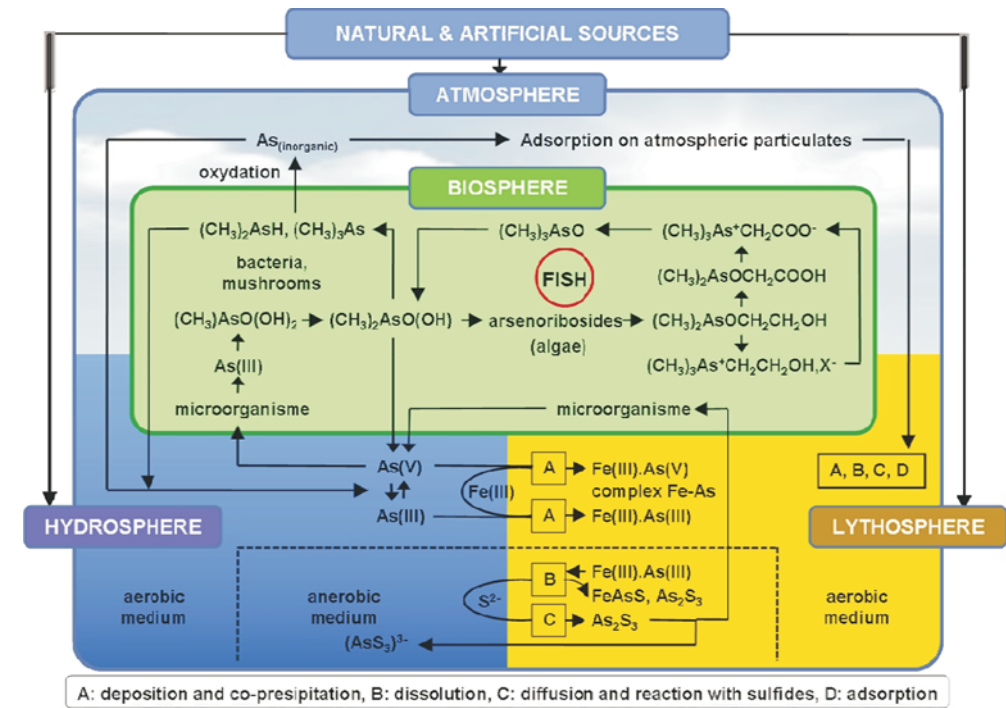 NATURAL & ARTIFICIAL SOURCES
ATMOSPHERE
As(inorganic)
Adsorption on atmospheric particulates
oxydation
BIOSPHERE
(CH₃)₂AsH, (CH₃)₃As
(CH₃)₃AsO
(CH₃)₃As⁺CH₂COO⁻
bacteria,
mushrooms
FISH
(CH₃)₂AsOCH₂COOH
(CH₃)AsO(OH)₂
(CH₃)₂AsO(OH)
arsenoribosides
(algae)
(CH₃)₂AsOCH₂CH₂OH
As(III)
(CH₃)₃As⁺CH₂CH₂OH,X⁻
microorganisme
microorganisme
As(V)
A
Fe(III).As(V)
complex Fe-As
A, B, C, D
Fe(III)
As(III)
A
Fe(III).As(III)
HYDROSPHERE
LYTHOSPHERE
B
Fe(III).As(III)
FeAsS, As₂S₃
S²⁻
C
As₂S₃
aerobic
medium
anerobic
medium
aerobic
medium
(AsS₃)³⁻
A: deposition and co-presipitation, B: dissolution, C: diffusion and reaction with sulfides, D: adsorption